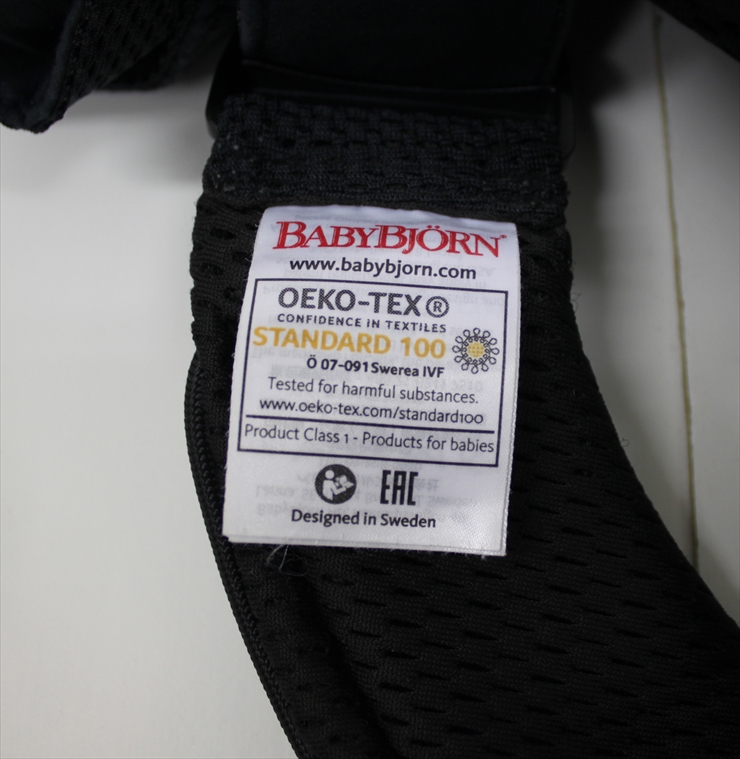 BABYBJÖRN®
www.babybjorn.com
OEKO-TEX®
CONFIDENCE IN TEXTILES
STANDARD 100
Ö 07-091 Swerea IVF
Tested for harmful substances.
www.oeko-tex.com/standard100
Product Class 1 - Products for babies
EAC
Designed in Sweden